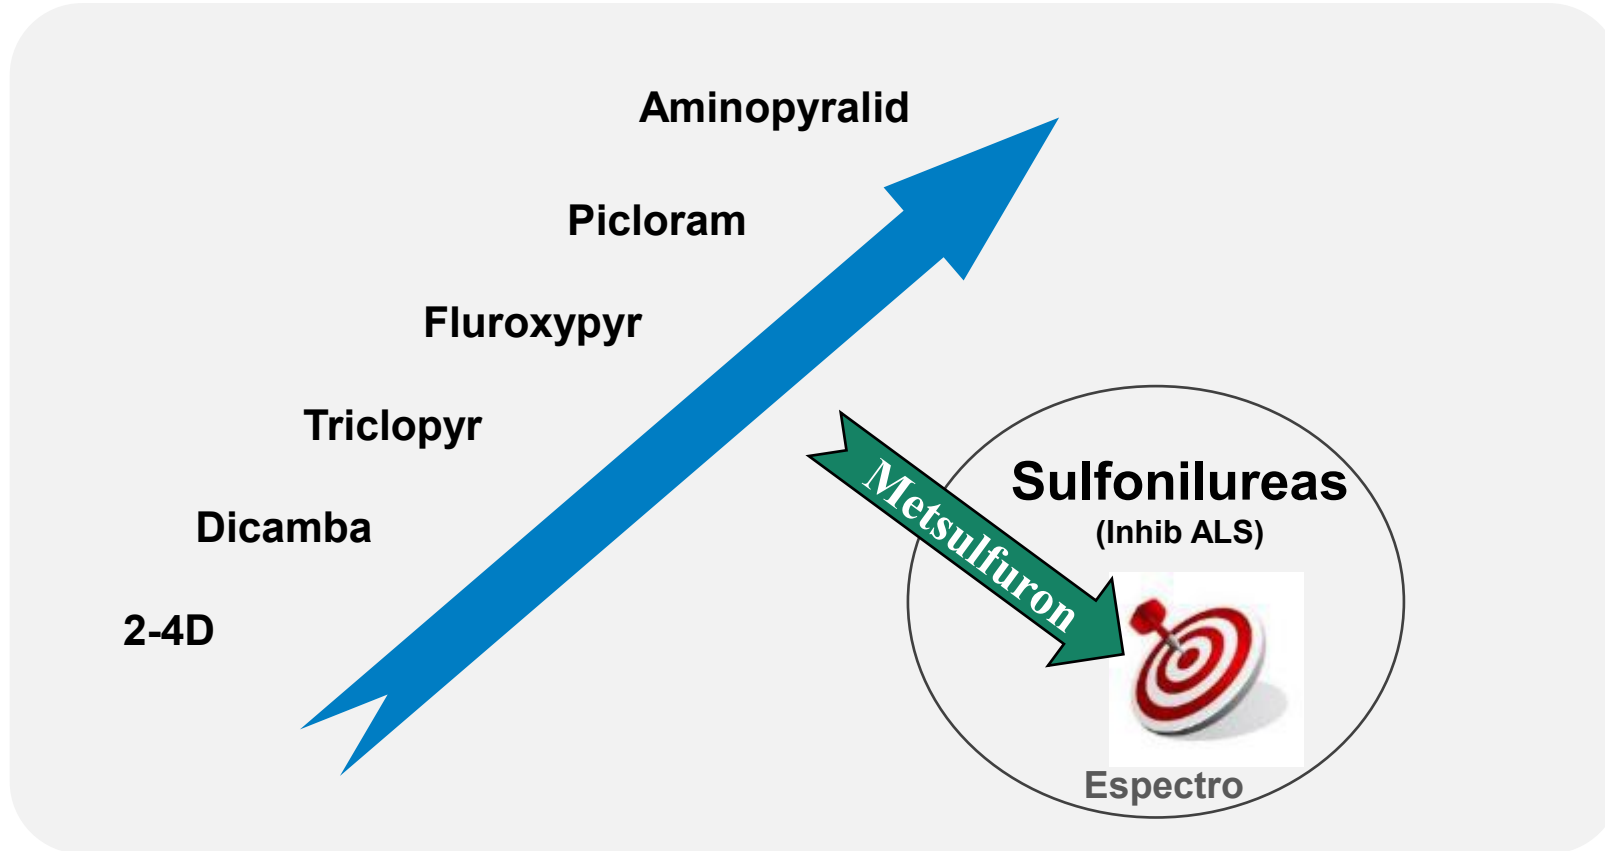 Aminopyralid
Picloram
Fluroxypyr
Triclopyr
Dicamba
2-4D
Metsulfuron
Sulfonilureas
(Inhib ALS)
Espectro